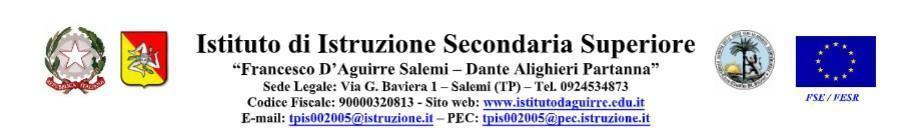 Istituto di Istruzione Secondaria Superiore
“Francesco D’Aguirre Salemi – Dante Alighieri Partanna”
Sede Legale: Via G. Baviera 1 – Salemi (TP) – Tel. 0924534873
Codice Fiscale: 90000320813 - Sito web: www.istitutodaguirre.edu.it
E-mail: tpis002005@istruzione.it – PEC: tpis002005@pec.istruzione.it
FSE / FESR
REPVBBLICA ITALIANA